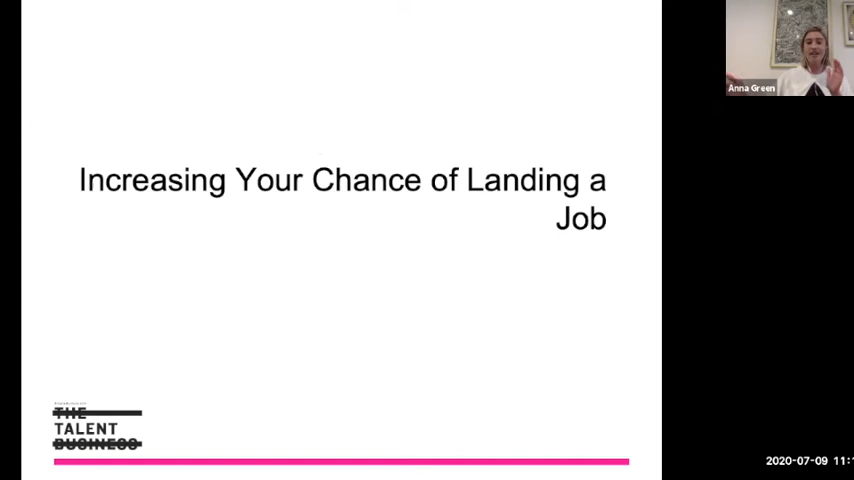 Increasing Your Chance of Landing a
Job
THE
TALENT
BUSINESS
Anna Green
2020-07-09 11: